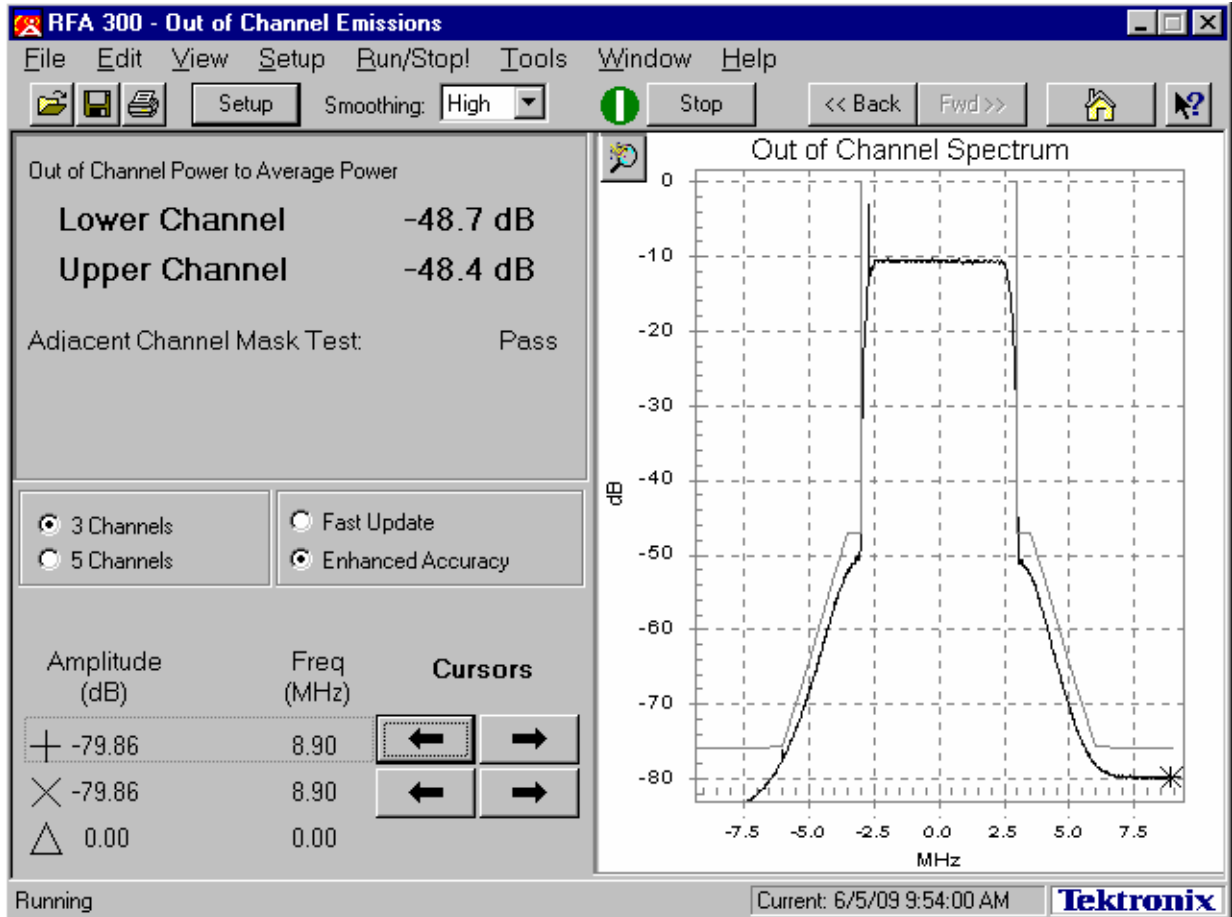 RFA 300 - Out of Channel Emissions
File Edit View Setup Run/Stop! Tools Window Help
Setup Smoothing: High Stop << Back Fwd >>
Out of Channel Power to Average Power
Lower Channel -48.7 dB
Upper Channel -48.4 dB
Adjacent Channel Mask Test: Pass
3 Channels
5 Channels
Fast Update
Enhanced Accuracy
Amplitude (dB) Freq (MHz) Cursors
-79.86 8.90
-79.86 8.90
0.00 0.00
Out of Channel Spectrum
0
-10
-20
-30
-40
dB
-50
-60
-70
-80
-7.5 -5.0 -2.5 0.0 2.5 5.0 7.5
MHz
Running
Current: 6/5/09 9:54:00 AM
Tektronix